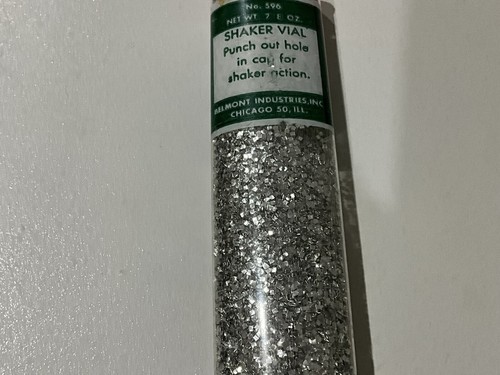 No. 596
NET WT. 7 8 OZ.
SHAKER VIAL
Punch out hole
in cap for
shaker action.
BELMONT INDUSTRIES, INC.
CHICAGO 50, ILL.